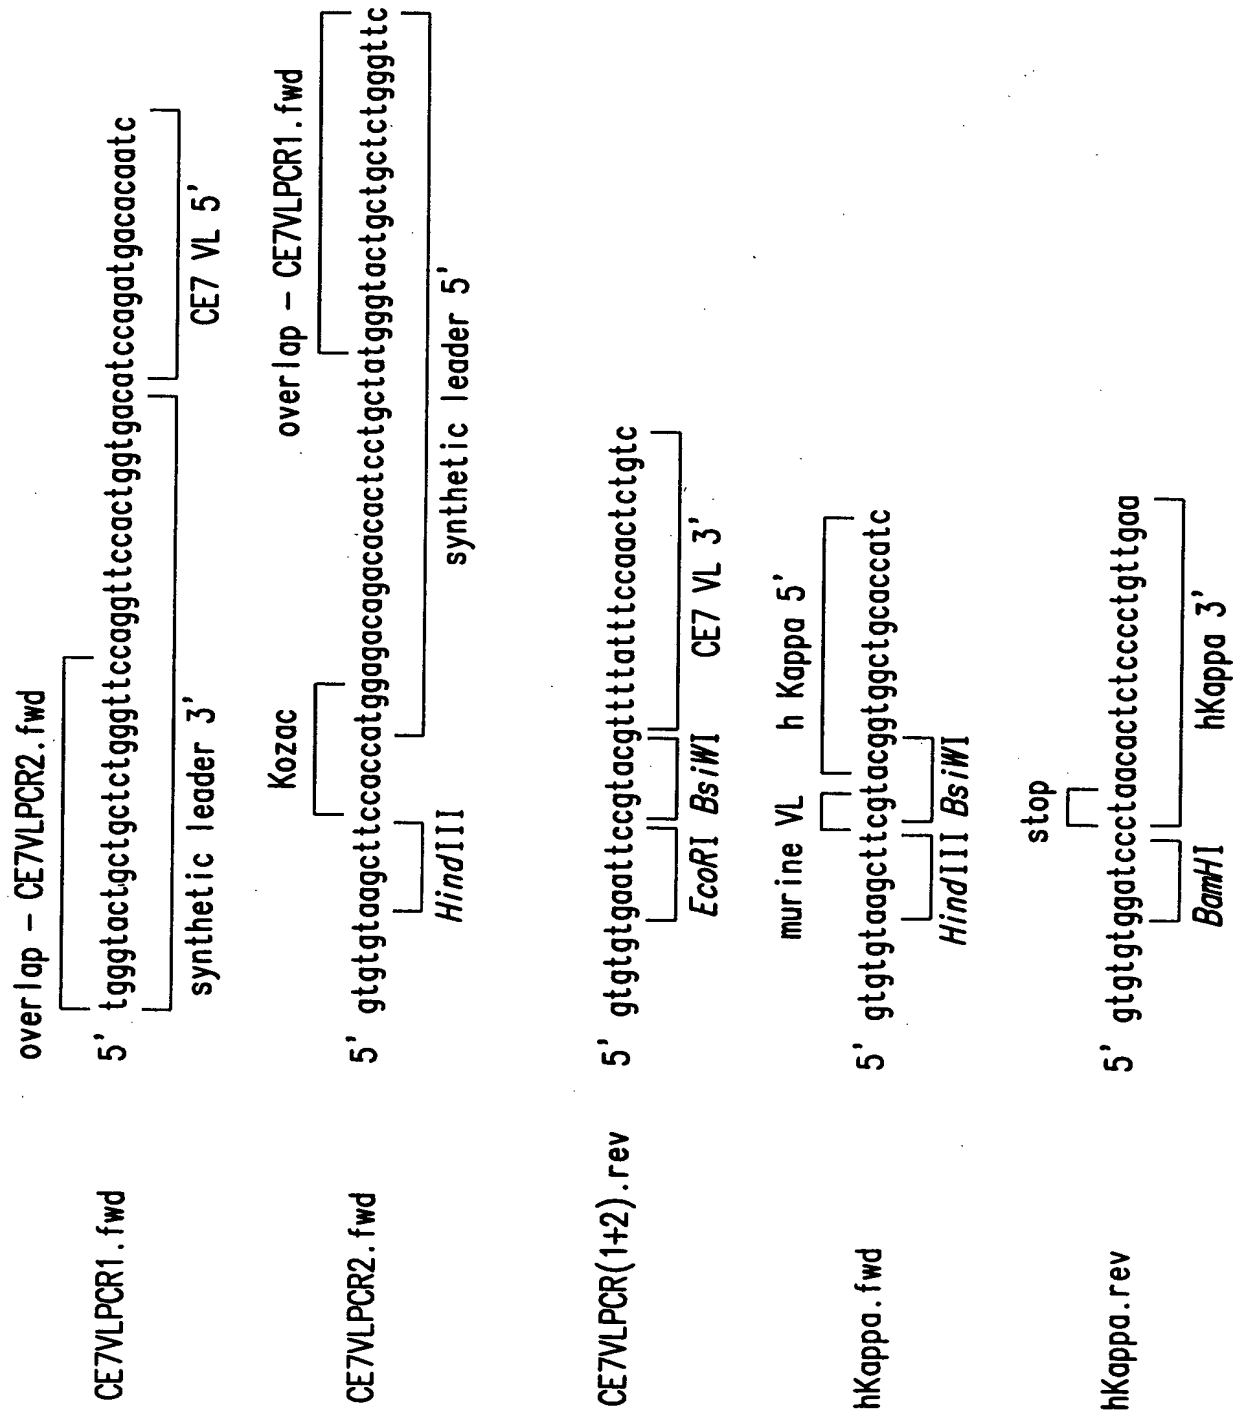 overlap – CE7VLPCR2.fwd
CE7VLPCR1.fwd 5' tgggtactgctgctctgggttccaggttccactggtgacatccagatgacacaatc
synthetic leader 3' CE7 VL 5'
Kozac overlap – CE7VLPCR1.fwd
CE7VLPCR2.fwd 5' gtgtgtaagcttccaccatggagacagacacactcctgctatgggtactgctgctctgggttc
HindIII synthetic leader 5'
CE7VLPCR(1+2).rev 5' gtgtgtgaattccgtacgttttatttccaactctgtc
EcoRI BsiWI CE7 VL 3'
murine VL h Kappa 5'
hKappa.fwd 5' gtgtgtaagcttcgtacggtggctgcaccatc
HindIII BsiWI
stop
hKappa.rev 5' gtgtgtggatccctaacactctcccctgttgaa
BamHI hKappa 3'